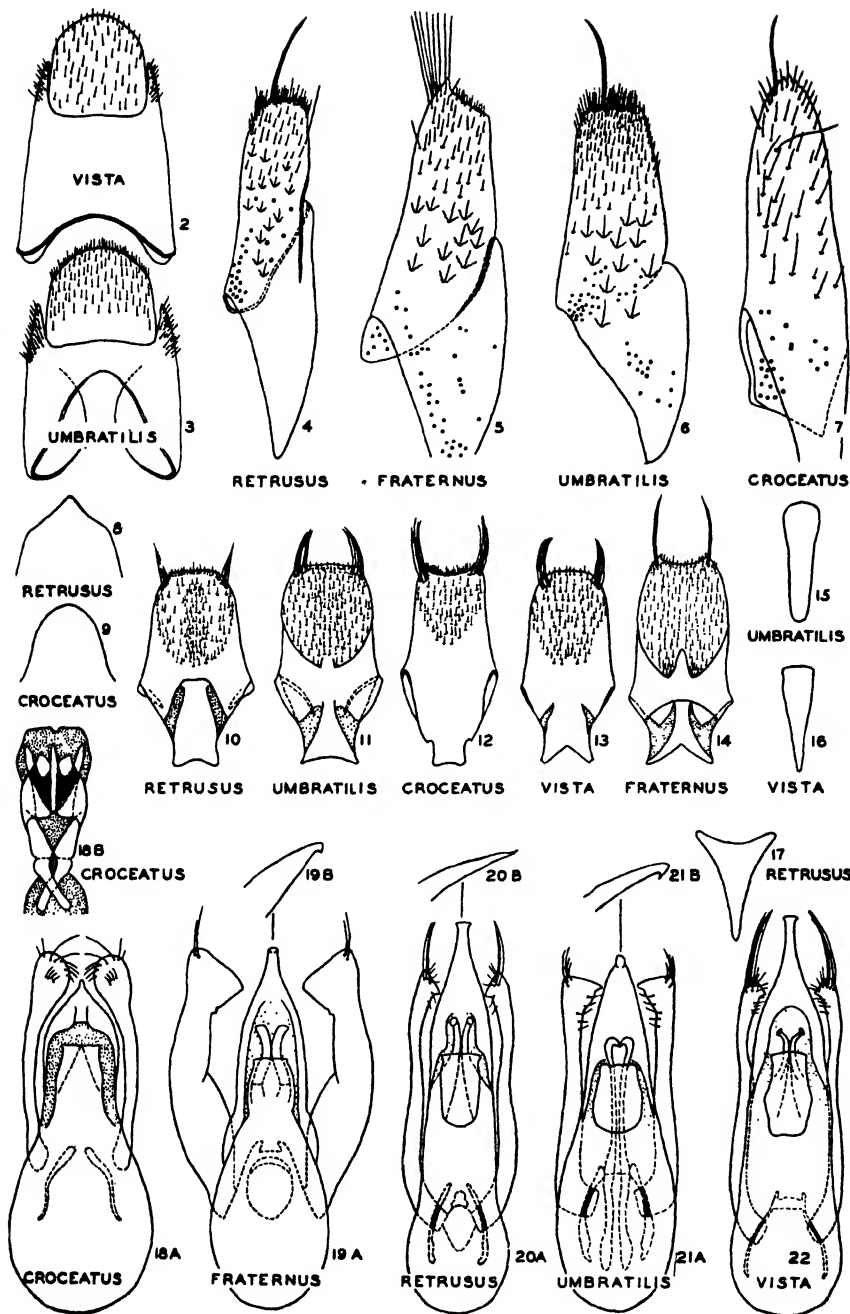 VISTA
2
UMBRATILIS
3
4
5
6
7
RETRUSUS
FRATERNUS
UMBRATILIS
CROCEATUS
8
RETRUSUS
9
CROCEATUS
10
11
12
13
14
RETRUSUS
UMBRATILIS
CROCEATUS
VISTA
FRATERNUS
15
UMBRATILIS
16
VISTA
17
RETRUSUS
18B
CROCEATUS
19B
20B
21B
CROCEATUS
18A
FRATERNUS
19A
RETRUSUS
20A
UMBRATILIS
21A
VISTA
22